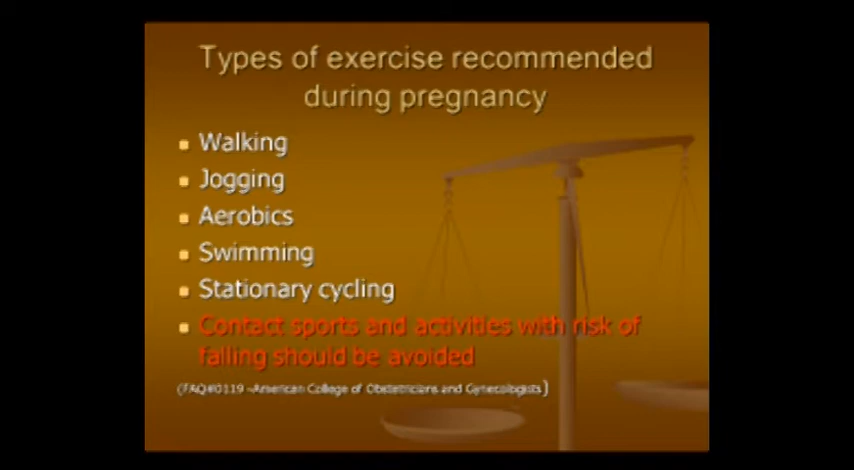 Types of exercise recommended
during pregnancy
Walking
Jogging
Aerobics
Swimming
Stationary cycling
Contact sports and activities with risk of
falling should be avoided
(FAQ#0119 -American College of Obstetricians and Gynecologists)